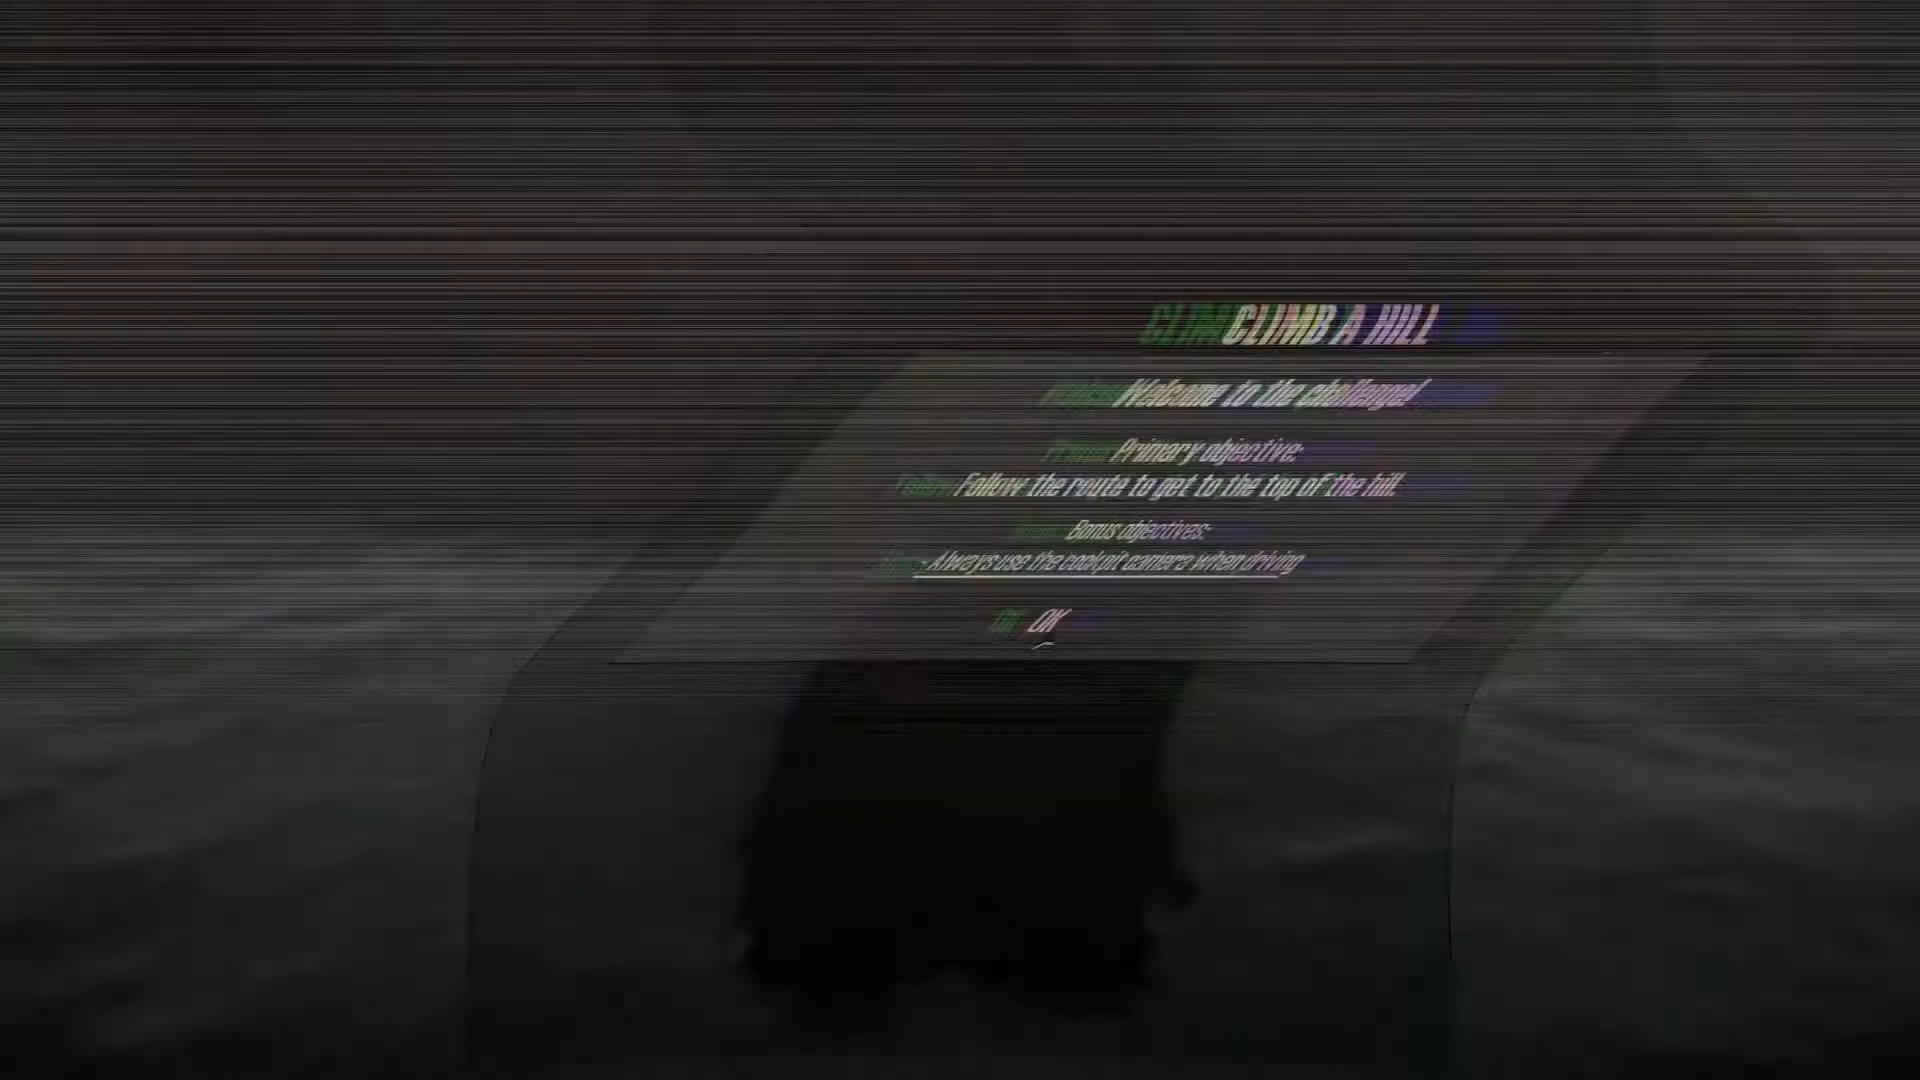 CLIMB A HILL
Welcome to the challenge!
Primary objective:
Follow the route to get to the top of the hill.
Bonus objectives:
- Always use the cockpit camera when driving
OK